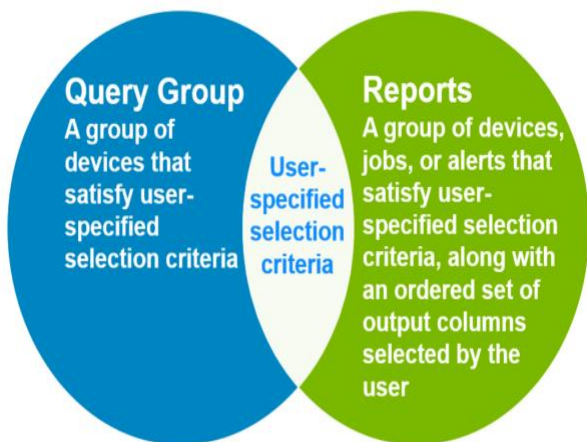 Query Group
A group of
devices that
satisfy user-
specified
selection criteria
User-
specified
selection
criteria
Reports
A group of devices,
jobs, or alerts that
satisfy user-
specified selection
criteria, along with
an ordered set of
output columns
selected by the
user